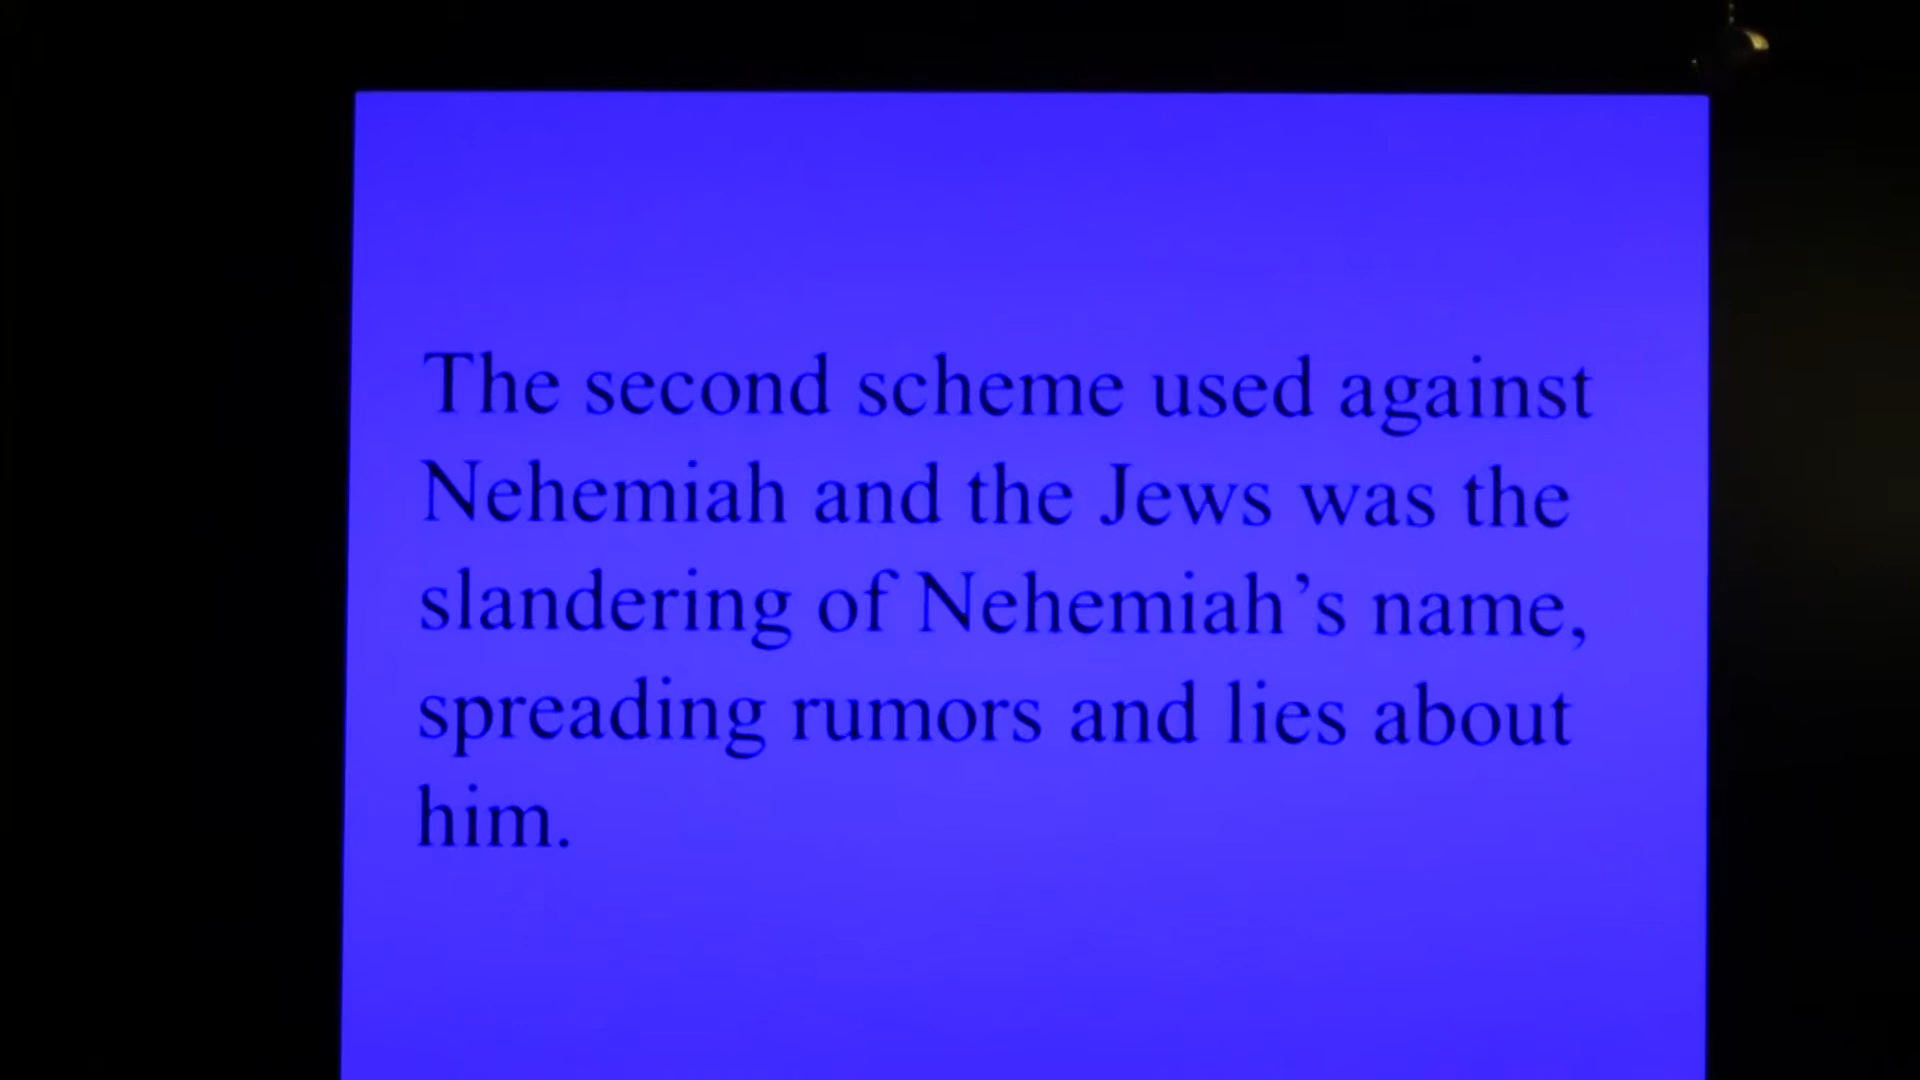 The second scheme used against
Nehemiah and the Jews was the
slandering of Nehemiah’s name,
spreading rumors and lies about
him.